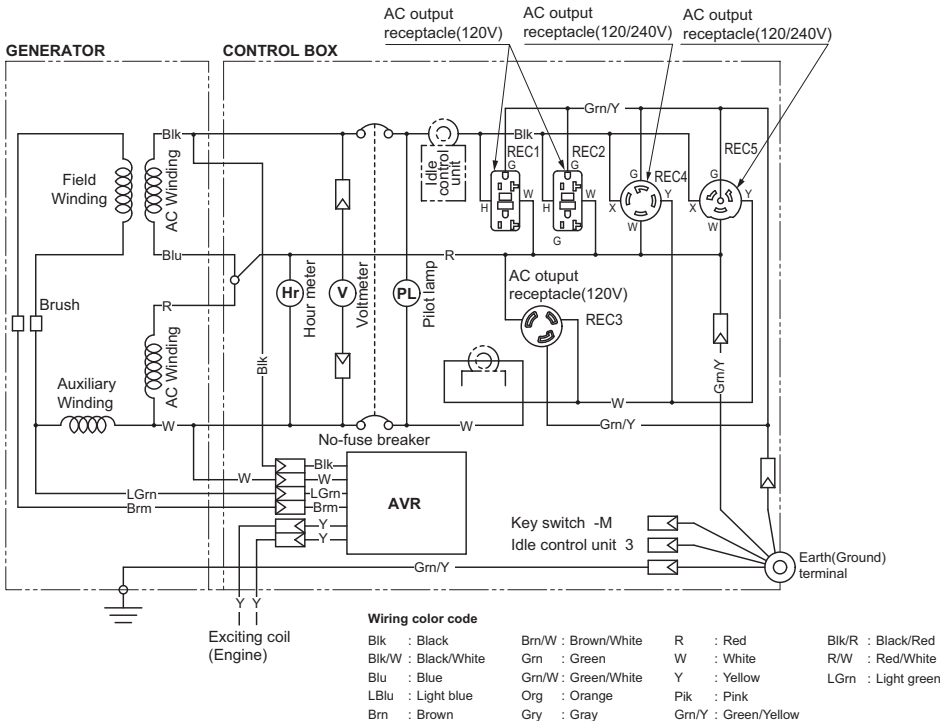 AC output
receptacle(120V)
AC output
receptacle(120/240V)
AC output
receptacle(120/240V)
GENERATOR
CONTROL BOX
Grn/Y
Blk
Blk
REC1
REC2
REC4
REC5
G
G
G
G
Idle
control
unit
Field
Winding
AC Winding
H
W
H
W
X
Y
X
Y
G
W
W
Blu
R
R
AC otuput
receptacle(120V)
REC3
Hr
Hour meter
V
Voltmeter
PL
Pilot lamp
Brush
Blk
AC Winding
Grn/Y
Auxiliary
Winding
W
W
W
Grn/Y
No-fuse breaker
Blk
W
W
LGrn
LGrn
Brm
Brm
Y
Y
AVR
Key switch -M
Idle control unit 3
Earth(Ground)
terminal
Grn/Y
Y
Y
Exciting coil
(Engine)
Wiring color code
Blk : Black
Brn/W : Brown/White
R : Red
Blk/R : Black/Red
Blk/W : Black/White
Grn : Green
W : White
R/W : Red/White
Blu : Blue
Grn/W : Green/White
Y : Yellow
LGrn : Light green
LBlu : Light blue
Org : Orange
Pik : Pink
Brn : Brown
Gry : Gray
Grn/Y : Green/Yellow